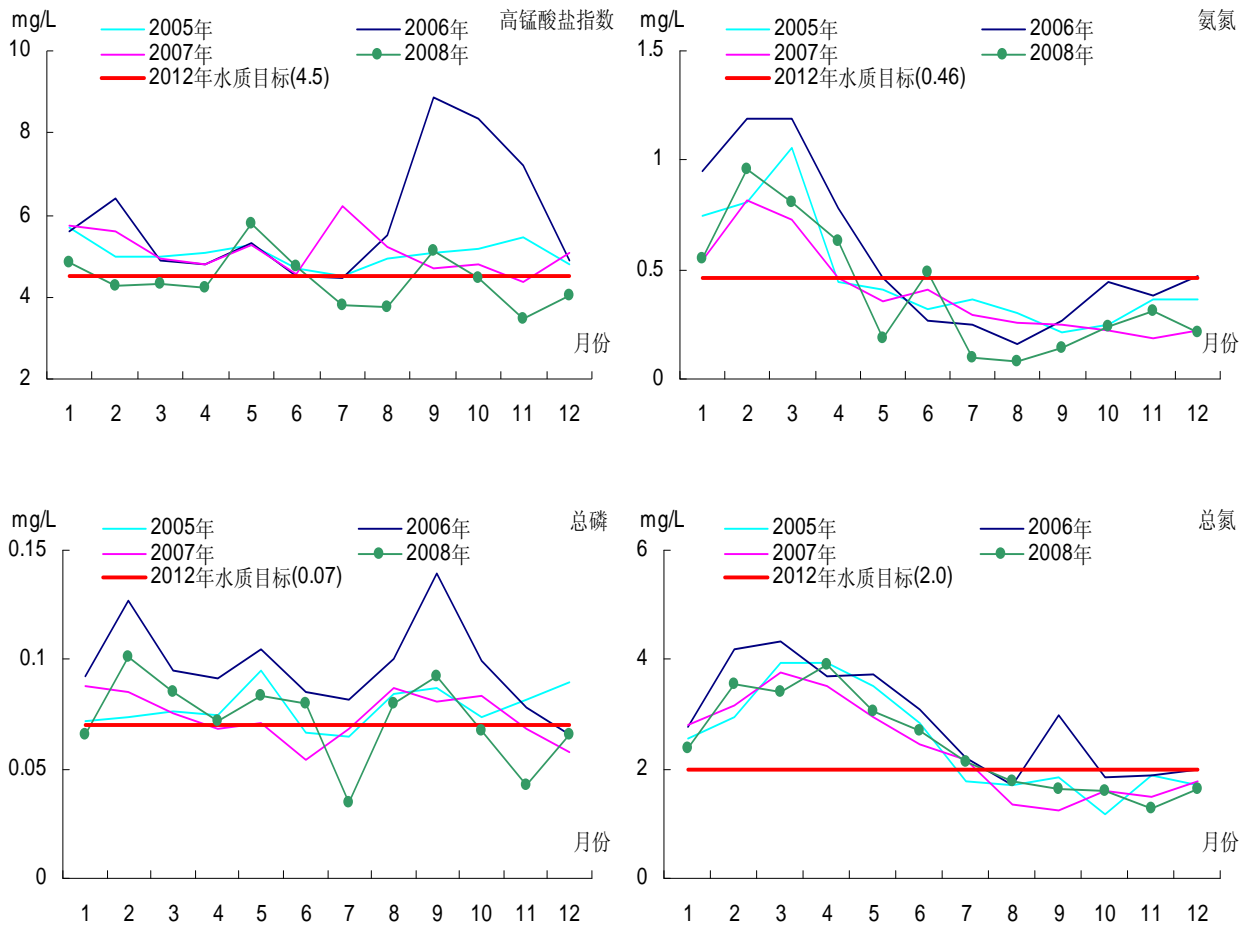 mg/L
高锰酸盐指数
2005年
2006年
2007年
2008年
2012年水质目标(4.5)
10
8
6
4
2
月份
1 2 3 4 5 6 7 8 9 10 11 12
mg/L
氨氮
2005年
2006年
2007年
2008年
2012年水质目标(0.46)
1.5
1
0.5
0
月份
1 2 3 4 5 6 7 8 9 10 11 12
mg/L
总磷
2005年
2006年
2007年
2008年
2012年水质目标(0.07)
0.15
0.1
0.05
0
月份
1 2 3 4 5 6 7 8 9 10 11 12
mg/L
总氮
2005年
2006年
2007年
2008年
2012年水质目标(2.0)
6
4
2
0
月份
1 2 3 4 5 6 7 8 9 10 11 12